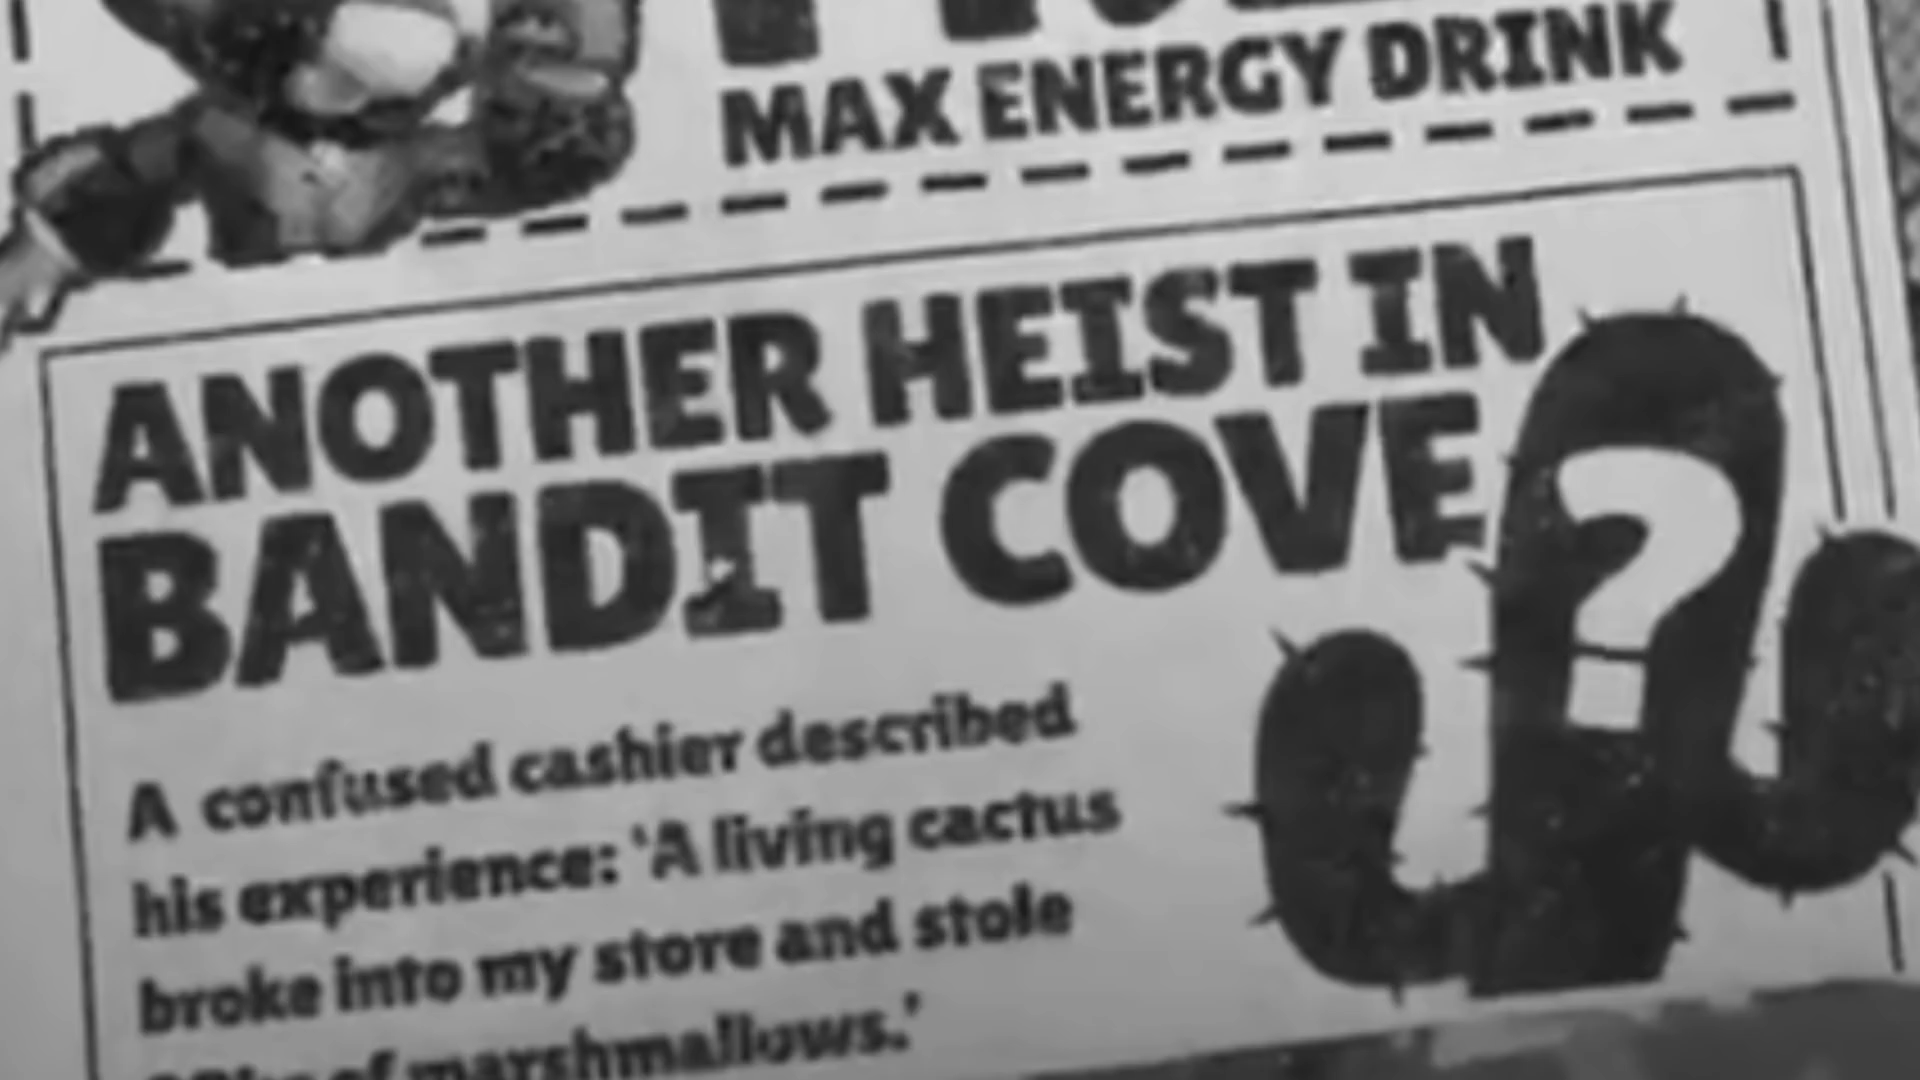 MAX ENERGY DRINK
ANOTHER HEIST IN
BANDIT COVE
?
A confused cashier described
his experience: 'A living cactus
broke into my store and stole
of marshmallows.'